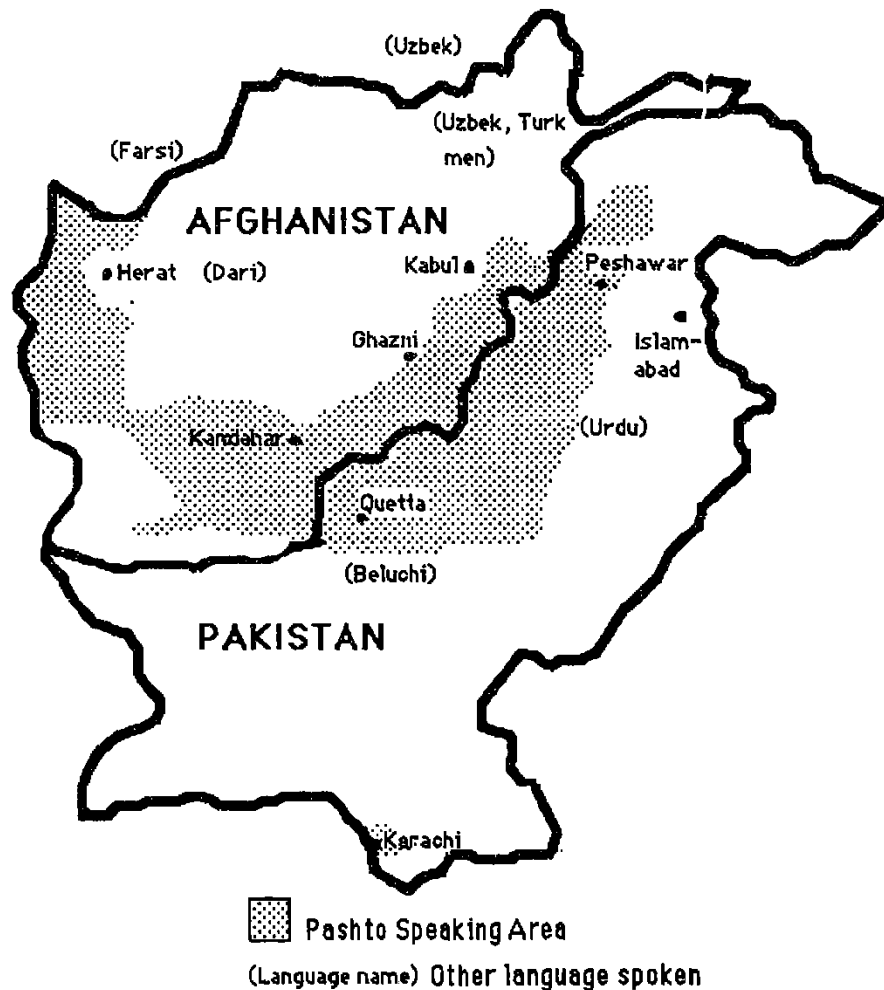 (Uzbek)
(Uzbek, Turk
men)
(Farsi)
AFGHANISTAN
Herat (Dari)
Kabul
Peshawar
Islam-
abad
Ghazni
Kandahar
(Urdu)
Quetta
(Beluchi)
PAKISTAN
Karachi
Pashto Speaking Area
(Language name) Other language spoken